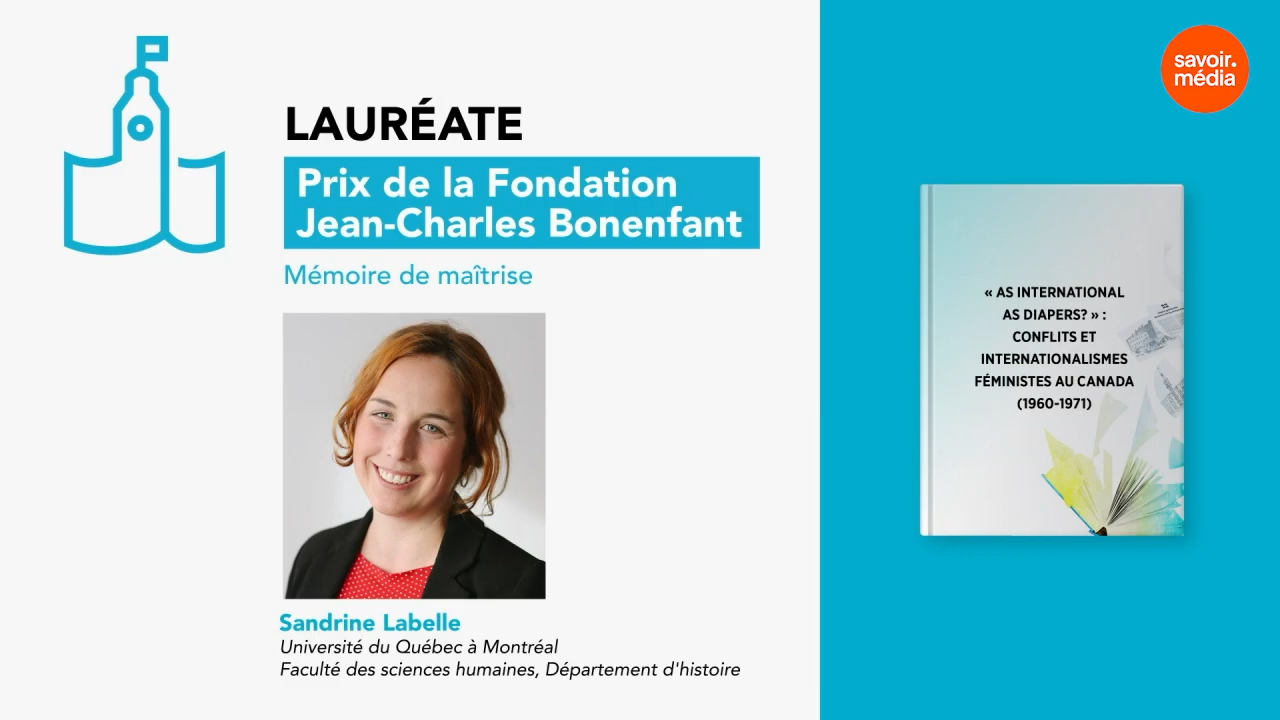 LAURÉATE
Prix de la Fondation
Jean-Charles Bonenfant
Mémoire de maîtrise
Sandrine Labelle
Université du Québec à Montréal
Faculté des sciences humaines, Département d'histoire
savoir.
média
« AS INTERNATIONAL
AS DIAPERS? » :
CONFLITS ET
INTERNATIONALISMES
FÉMINISTES AU CANADA
(1960-1971)